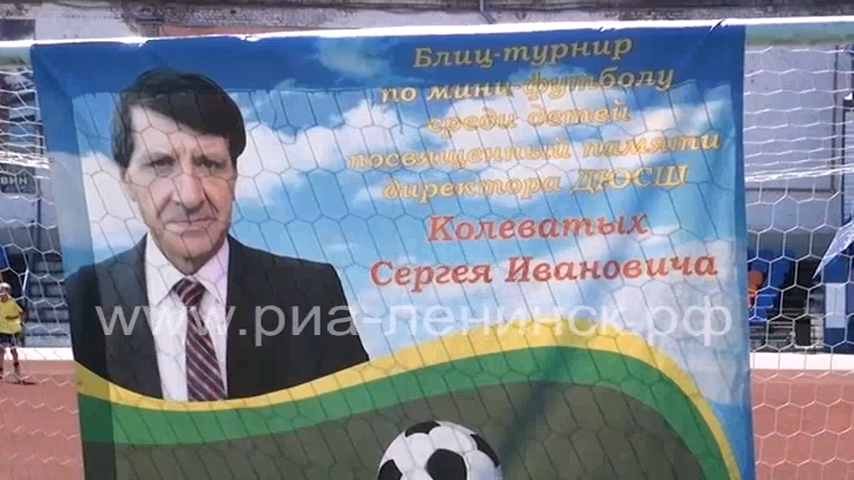 Блиц-турнир
по мини футболу
среди детей
посвященный памяти
директора ДЮСШ
Колеватых
Сергея Ивановича
www.риа-ленинск.рф